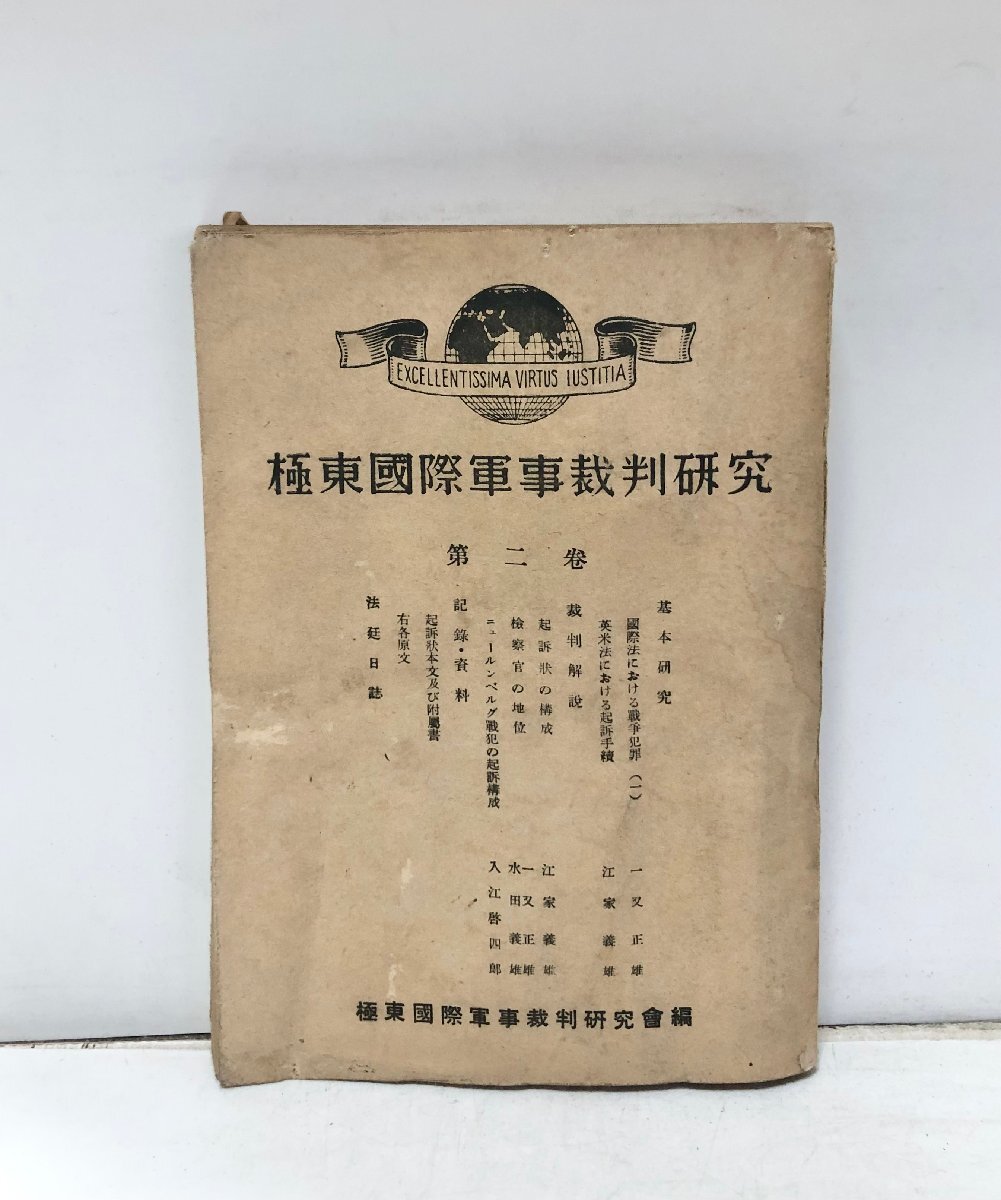 EXCELLENTISSIMA VIRTUS IUSTITIA
極東國際軍事裁判研究
第二卷
基本研究
國際法における戰爭犯罪(一) 一又正雄
英米法における起訴手續 江家義雄
裁判解說
起訴狀の構成 江家義雄
檢察官の地位 一又正雄 水田義雄
ニュールンベルグ戰犯の起訴構成 入江啓四郎
記錄・資料
起訴狀本文及び附屬書
右各原文
法廷日誌
極東國際軍事裁判研究會編